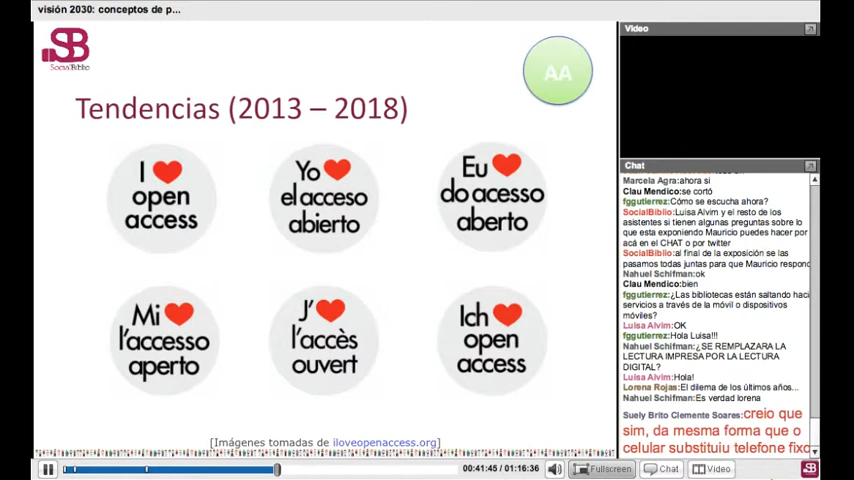 visión 2030: conceptos de p...
SB
SocialBiblio
AA
Tendencias (2013 – 2018)
I ❤
open
access
Yo ❤
el acceso
abierto
Eu ❤
do acesso
aberto
Mi ❤
l'accesso
aperto
J' ❤
l'accès
ouvert
Ich ❤
open
access
[Imágenes tomadas de iloveopenaccess.org]
Video
Chat
Marcela Agra:ahora si
Clau Mendico:se cortó
fggutierrez:Cómo se escucha ahora?
SocialBiblio:Luisa Alvim y el resto de los
asistentes si tienen algunas preguntas sobre lo
que esta exponiendo Mauricio puedes hacer por
acá en el CHAT o por twitter
SocialBiblio:al final de la exposición se las
pasamos todas juntas para que Mauricio respond
Nahuel Schifman:ok
Clau Mendico:bien
fggutierrez:¿Las bibliotecas están saltando haci
servicios a través de la móvil o dispositivos
móviles?
Luisa Alvim:OK
fggutierrez:Hola Luisa!!!
Nahuel Schifman:¿SE REMPLAZARA LA
LECTURA IMPRESA POR LA LECTURA
DIGITAL?
Luisa Alvim:Hola!
Lorena Rojas:El dilema de los últimos años...
Nahuel Schifman:Es verdad lorena
Suely Brito Clemente Soares:creio que
sim, da mesma forma que o
celular substituiu telefone fixo
00:41:45 / 01:16:36
Fullscreen
Chat
Video